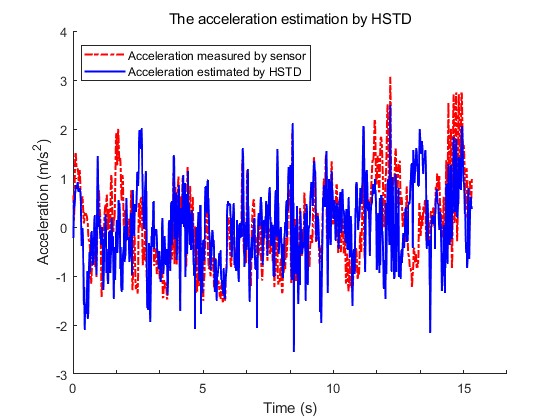 The acceleration estimation by HSTD
4
Acceleration measured by sensor
Acceleration estimated by HSTD
3
2
1
0
-1
-2
-3
Acceleration (m/s²)
0
5
10
15
Time (s)